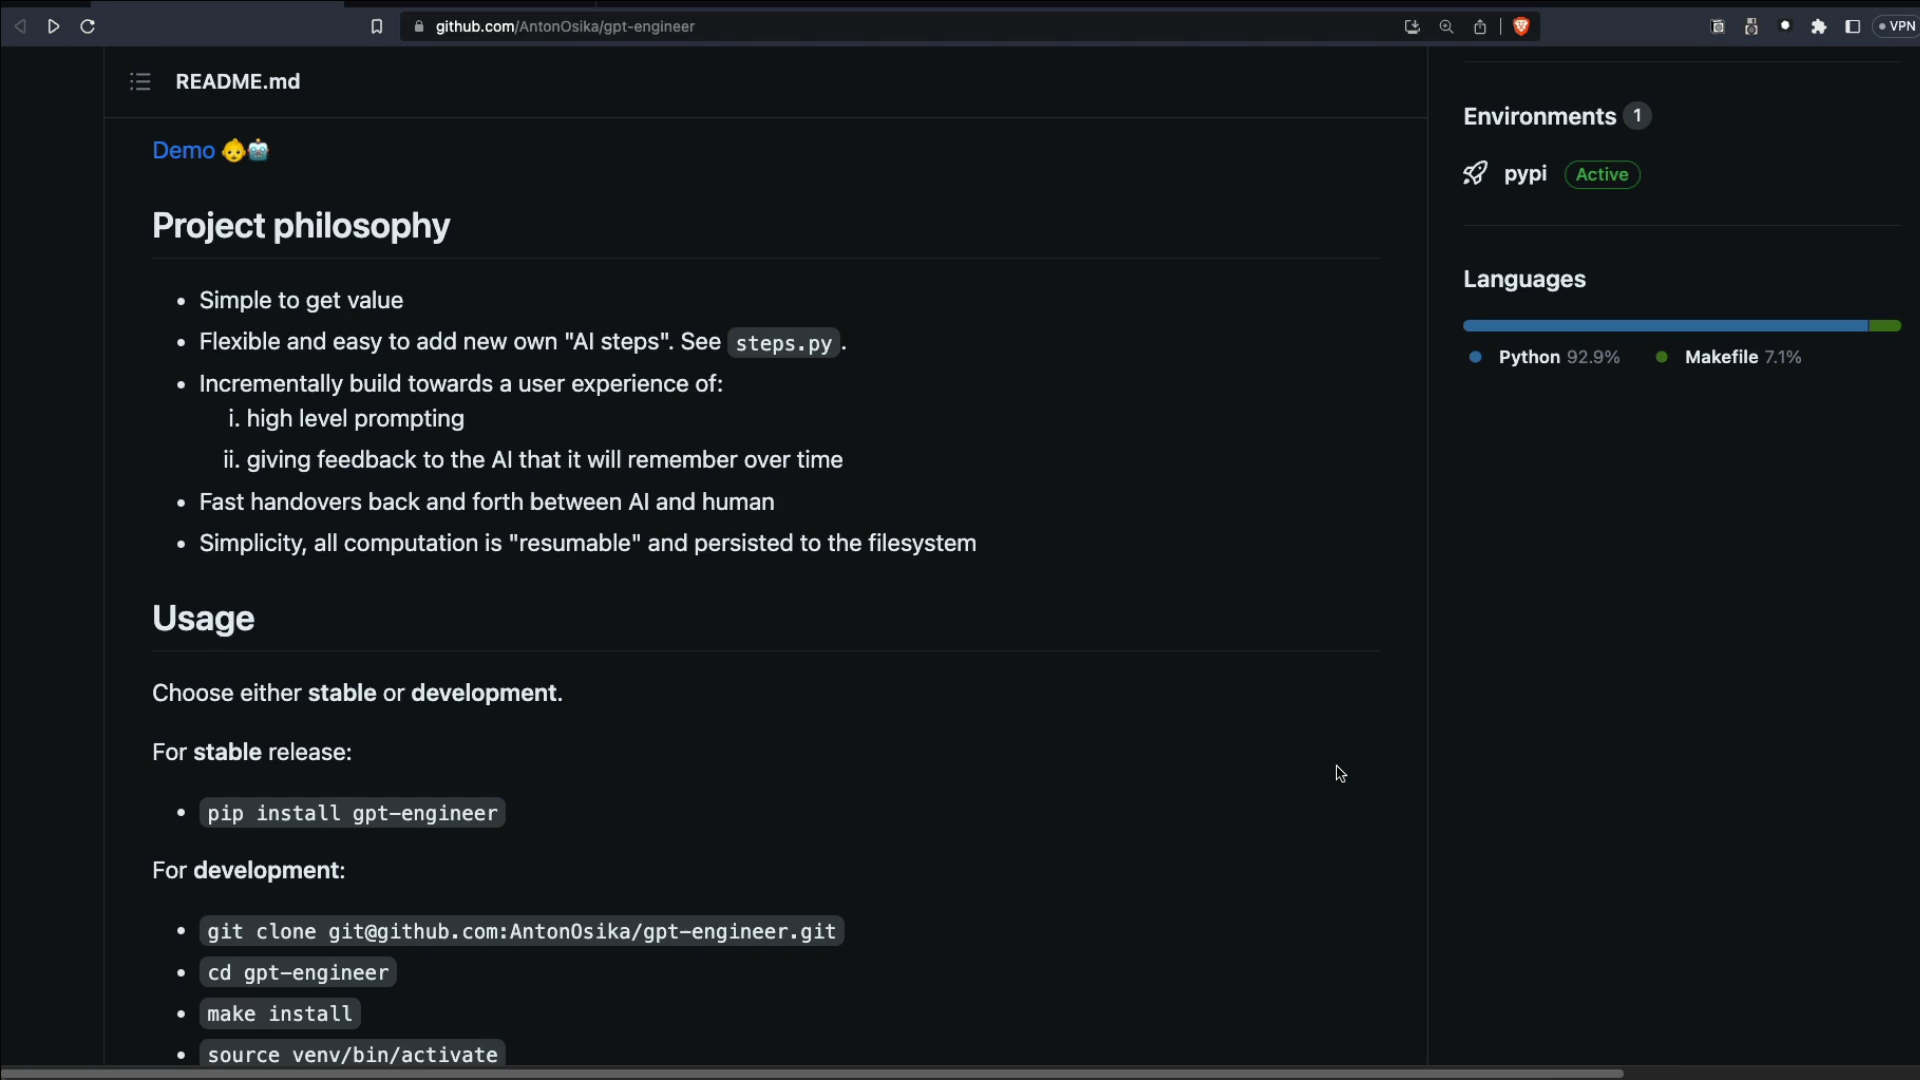 github.com/AntonOsika/gpt-engineer
VPN
README.md
Demo 👶🤖
Project philosophy
Simple to get value
Flexible and easy to add new own "AI steps". See steps.py.
Incrementally build towards a user experience of:
i. high level prompting
ii. giving feedback to the AI that it will remember over time
Fast handovers back and forth between AI and human
Simplicity, all computation is "resumable" and persisted to the filesystem
Usage
Choose either stable or development.
For stable release:
pip install gpt-engineer
For development:
git clone git@github.com:AntonOsika/gpt-engineer.git
cd gpt-engineer
make install
source venv/bin/activate
Environments 1
pypi Active
Languages
Python 92.9% Makefile 7.1%